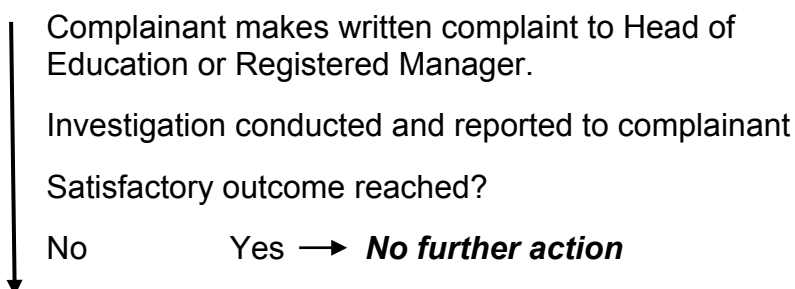 Complainant makes written complaint to Head of
Education or Registered Manager.
Investigation conducted and reported to complainant
Satisfactory outcome reached?
No Yes No further action